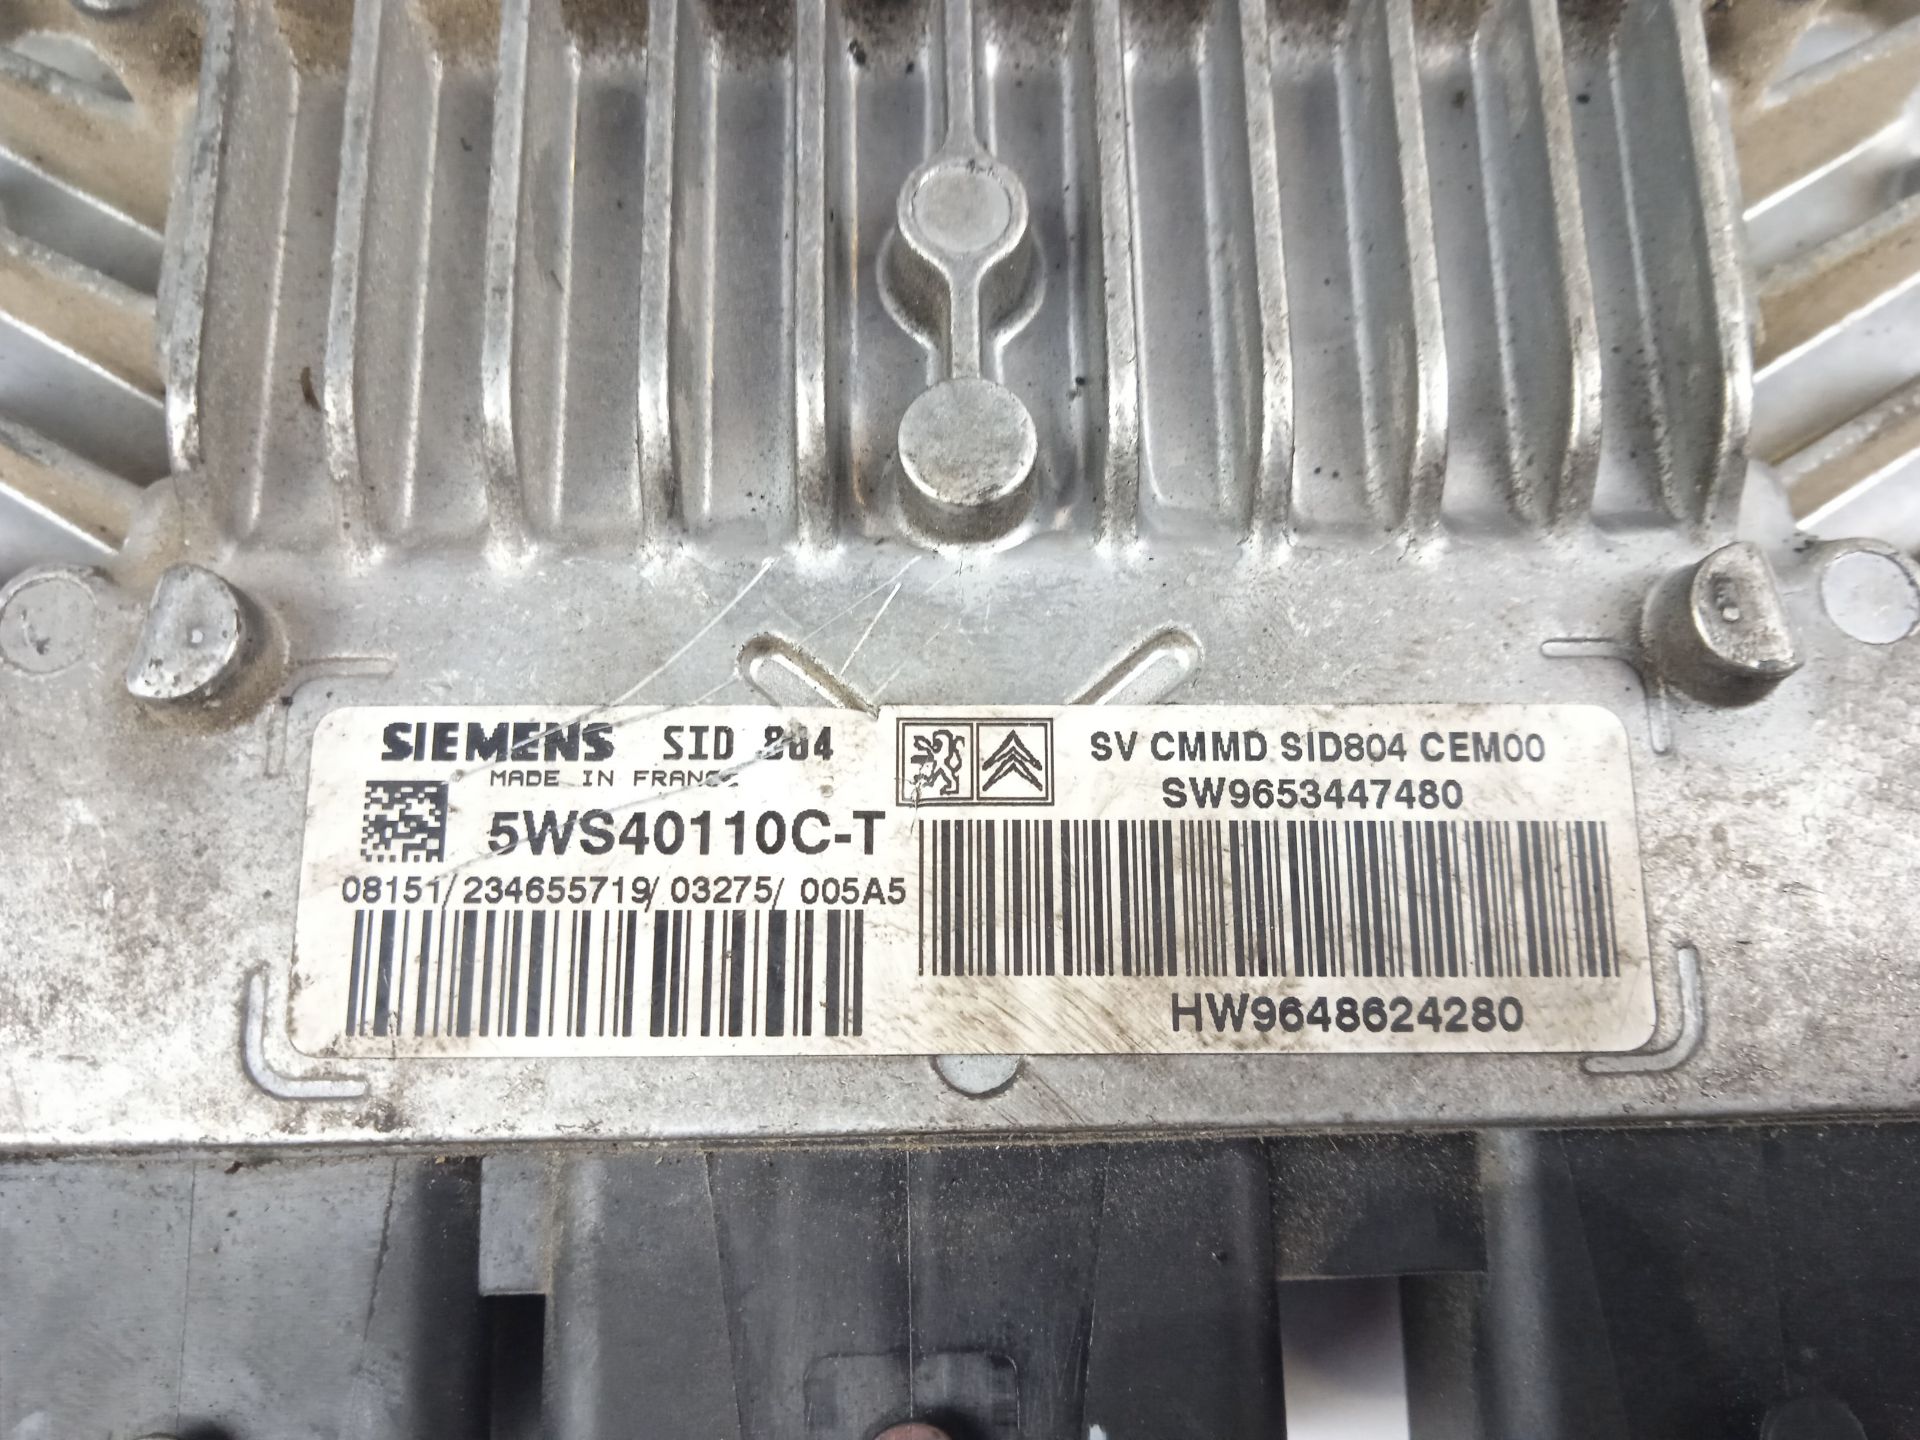 SIEMENS SID 804
MADE IN FRANCE
5WS40110C-T
08151/234655719/03275/005A5
SV CMMD SID804 CEM00
SW9653447480
HW9648624280